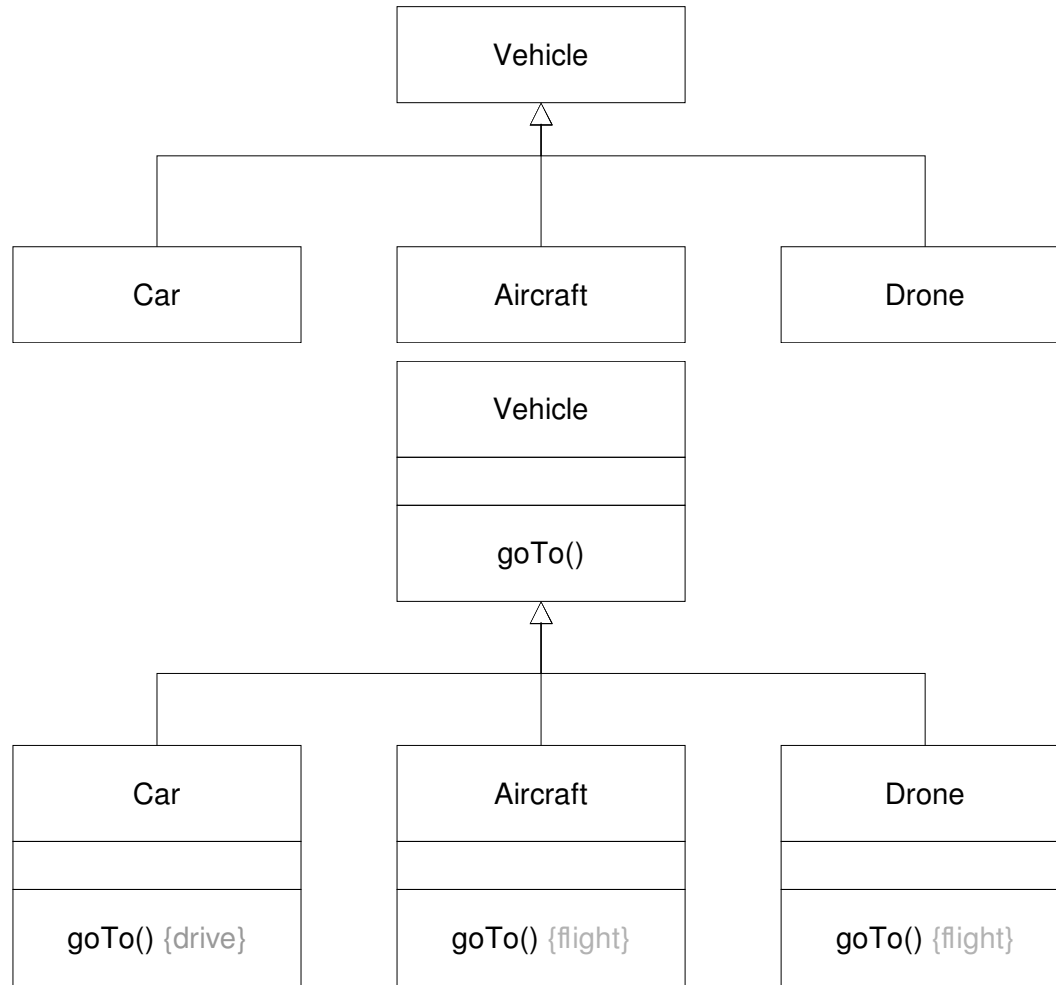 Vehicle
Car
Aircraft
Drone
Vehicle
goTo()
Car
Aircraft
Drone
goTo() {drive}
goTo() {flight}
goTo() {flight}